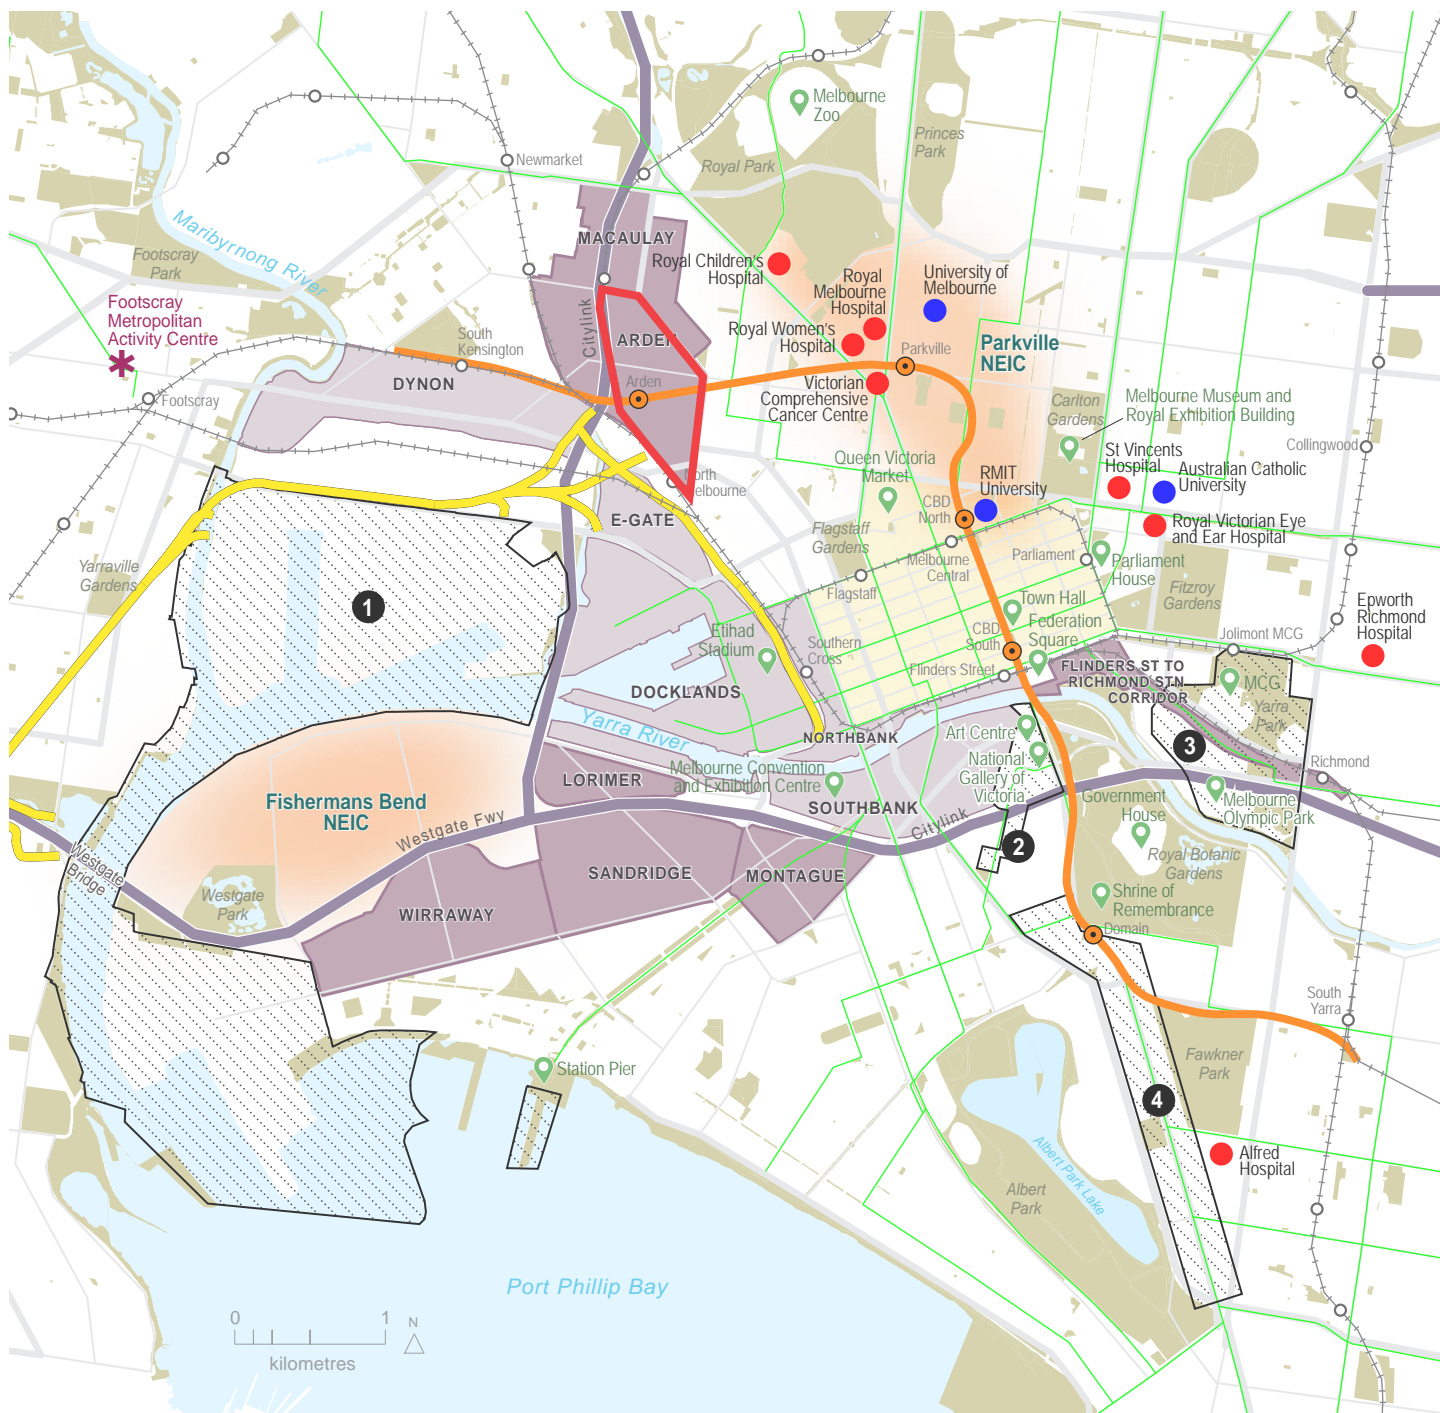 Melbourne
Zoo
Princes
Park
Royal Park
Newmarket
Maribyrnong River
Footscray
Park
MACAULAY
Royal Children's
Hospital
Royal
Melbourne
Hospital
University of
Melbourne
Footscray
Metropolitan
Activity Centre
South
Kensington
Citylink
ARDEN
Royal Women's
Hospital
Parkville
Parkville
NEIC
DYNON
Arden
Victorian
Comprehensive
Cancer Centre
Carlton
Gardens
Melbourne Museum and
Royal Exhibition Building
Footscray
Collingwood
Queen Victoria
Market
RMIT
University
St Vincents
Hospital
Australian Catholic
University
North
Melbourne
CBD
North
E-GATE
Flagstaff
Gardens
Royal Victorian Eye
and Ear Hospital
Melbourne
Central
Parliament
Parliament
House
Yarraville
Gardens
Flagstaff
Fitzroy
Gardens
1
Town Hall
Epworth
Richmond
Hospital
Etihad
Stadium
Southern
Cross
CBD
South
Federation
Square
Jolimont MCG
Flinders Street
FLINDERS ST TO
RICHMOND STN
CORRIDOR
MCG
Yarra
Park
DOCKLANDS
Yarra River
NORTHBANK
Art Centre
3
National
Gallery of
Victoria
Richmond
LORIMER
Melbourne Convention
and Exhibition Centre
SOUTHBANK
Citylink
Government
House
Melbourne
Olympic Park
Fishermans Bend
NEIC
Westgate Fwy
Westgate
Bridge
2
Royal Botanic
Gardens
SANDRIDGE
MONTAGUE
Westgate
Park
WIRRAWAY
Shrine of
Remembrance
Domain
South
Yarra
Station Pier
Fawkner
Park
4
Albert Park Lake
Alfred
Hospital
Albert
Park
Port Phillip Bay
0
1
N
kilometres